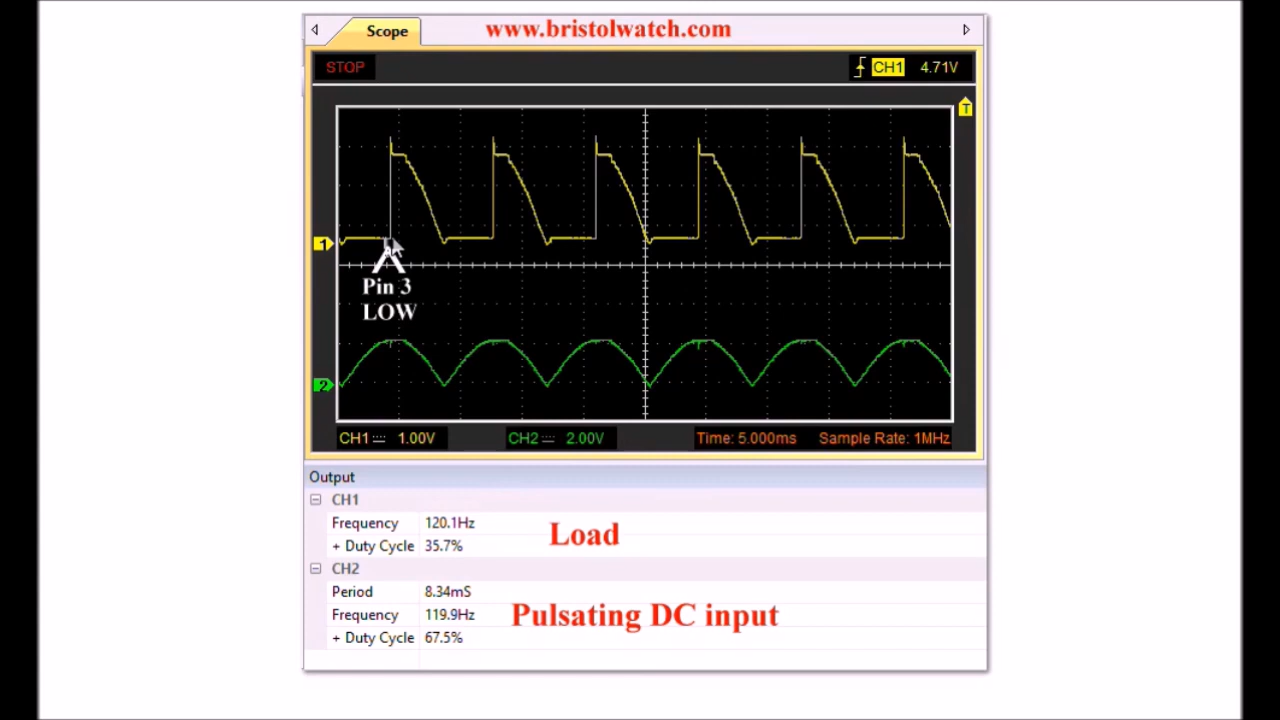 Scope
www.bristolwatch.com
STOP
CH1 4.71V
T
1
Pin 3
LOW
2
CH1 1.00V CH2 2.00V Time: 5.000ms Sample Rate: 1MHz
Output
CH1
Frequency 120.1Hz
+ Duty Cycle 35.7%
Load
CH2
Period 8.34mS
Frequency 119.9Hz
+ Duty Cycle 67.5%
Pulsating DC input